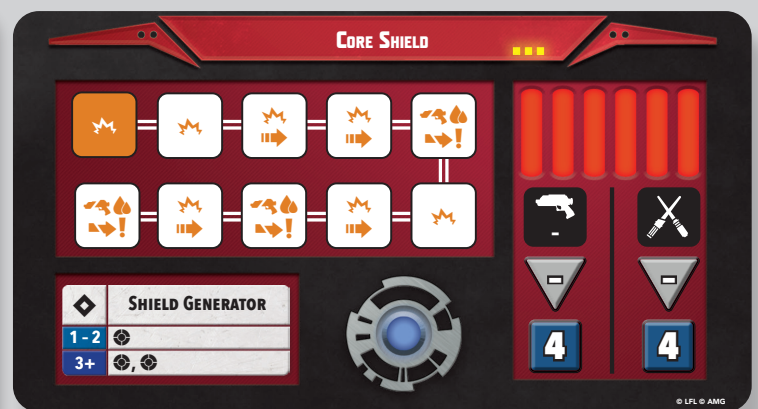 CORE SHIELD
!
! !
-
- -
4 4
SHIELD GENERATOR
1 - 2
3+ ,
© LFL © AMG